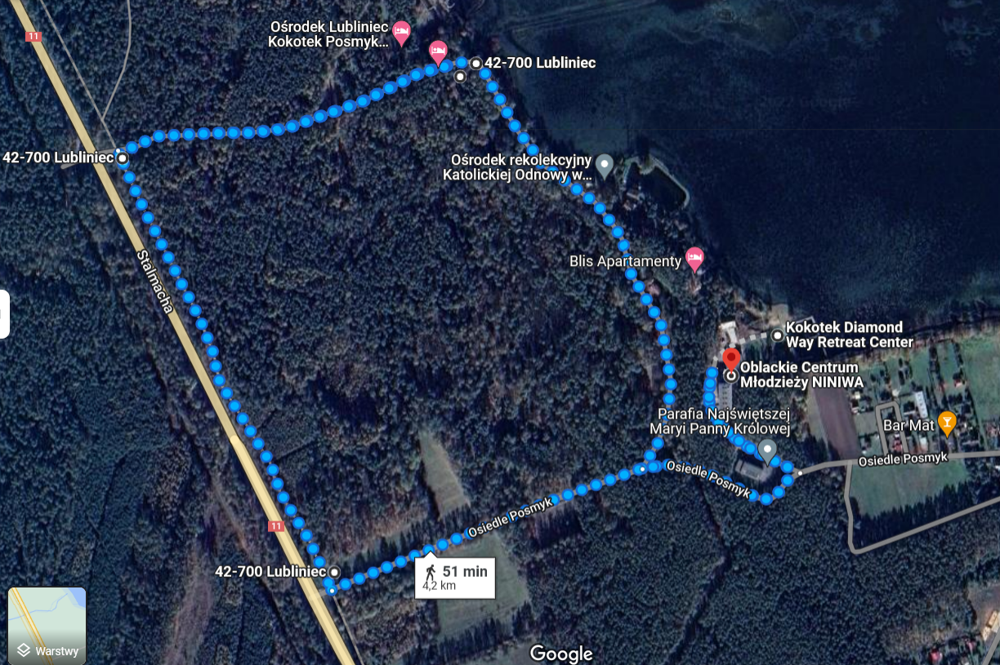 11
Ośrodek Lubliniec
Kokotek Posmyk...
42-700 Lubliniec
42-700 Lubliniec
Ośrodek rekolekcyjny
Katolickiej Odnowy w...
Stalmacha
Blis Apartamenty
Kokotek Diamond
Way Retreat Center
Oblackie Centrum
Młodzieży NINIWA
Parafia Najświętszej
Maryi Panny Królowej
Bar Mat
Osiedle Posmyk
Osiedle Posmyk
Osiedle Posmyk
11
42-700 Lubliniec
51 min
4,2 km
Warstwy
Google